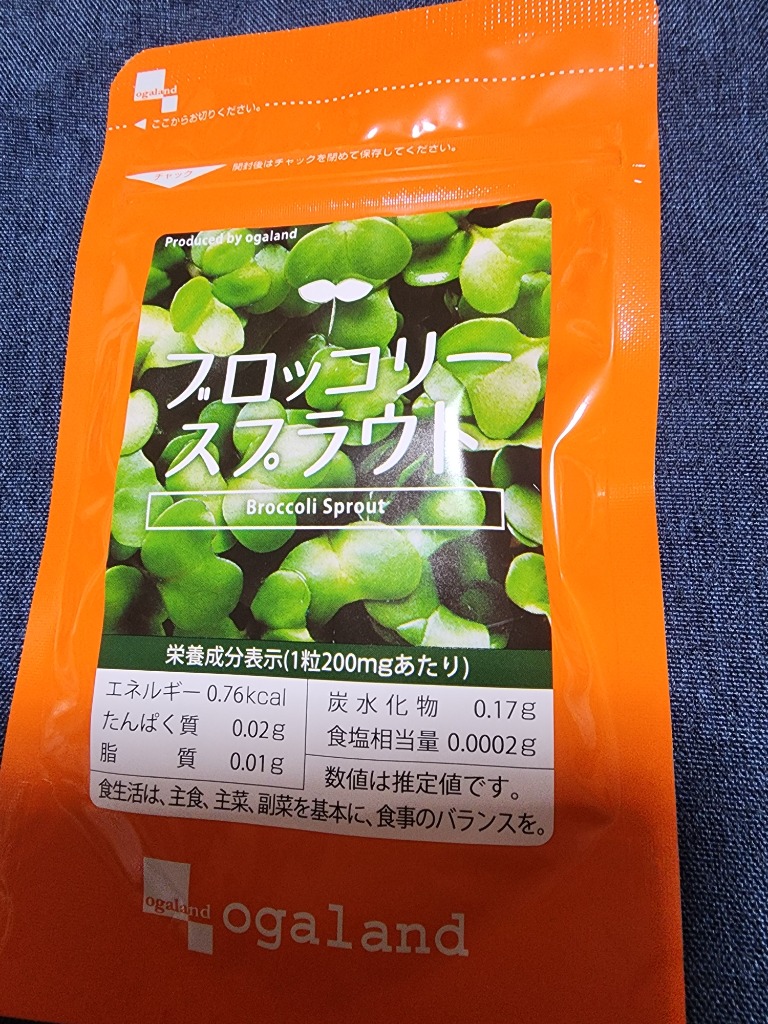 ogaland
ここからお切りください。
チャック
開封後はチャックを閉めて保存してください。
Produced by ogaland
ブロッコリー
スプラウト
Broccoli Sprout
栄養成分表示(1粒200mgあたり)
エネルギー 0.76kcal
たんぱく質 0.02g
脂質 0.01g
炭水化物 0.17g
食塩相当量 0.0002g
数値は推定値です。
食生活は、主食、主菜、副菜を基本に、食事のバランスを。
ogaland
ogaland